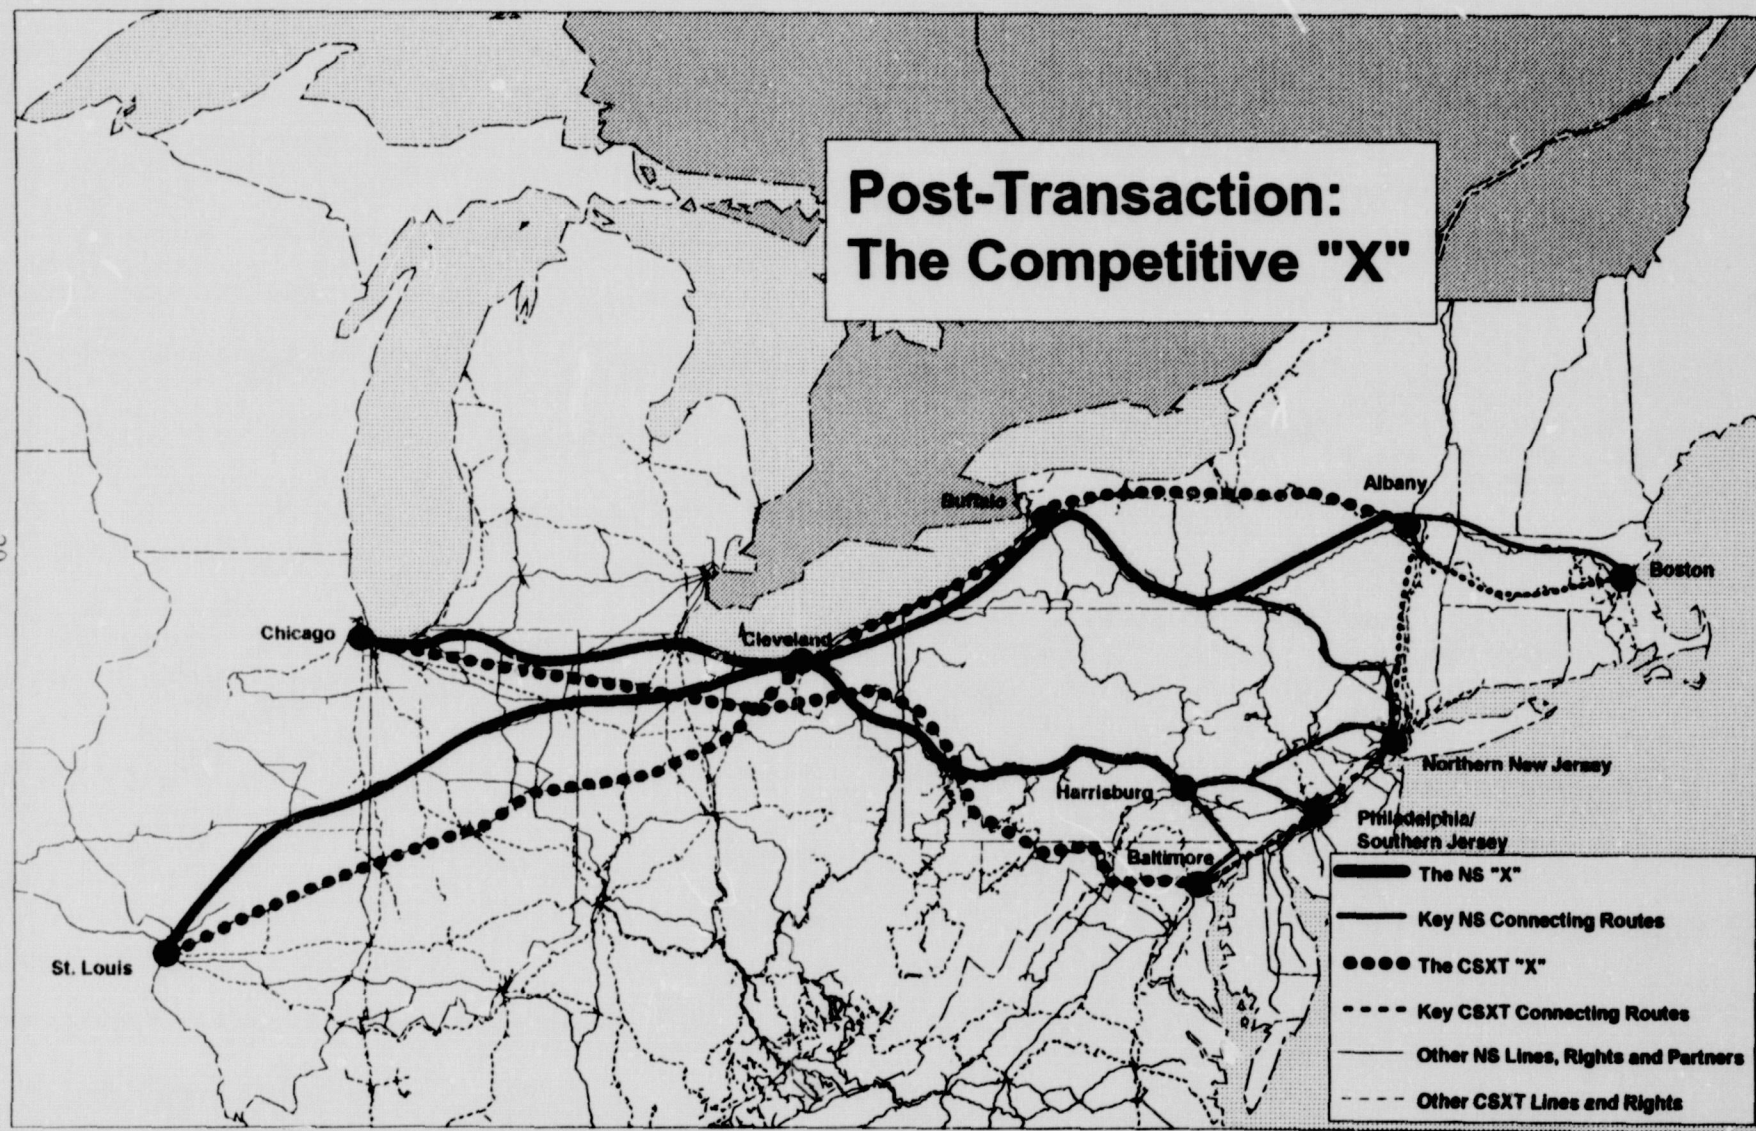 Post-Transaction:
The Competitive "X"
Albany
Buffalo
Boston
Chicago
Cleveland
Northern New Jersey
Harrisburg
Philadelphia/
Southern Jersey
Baltimore
St. Louis
The NS "X"
Key NS Connecting Routes
The CSXT "X"
Key CSXT Connecting Routes
Other NS Lines, Rights and Partners
Other CSXT Lines and Rights